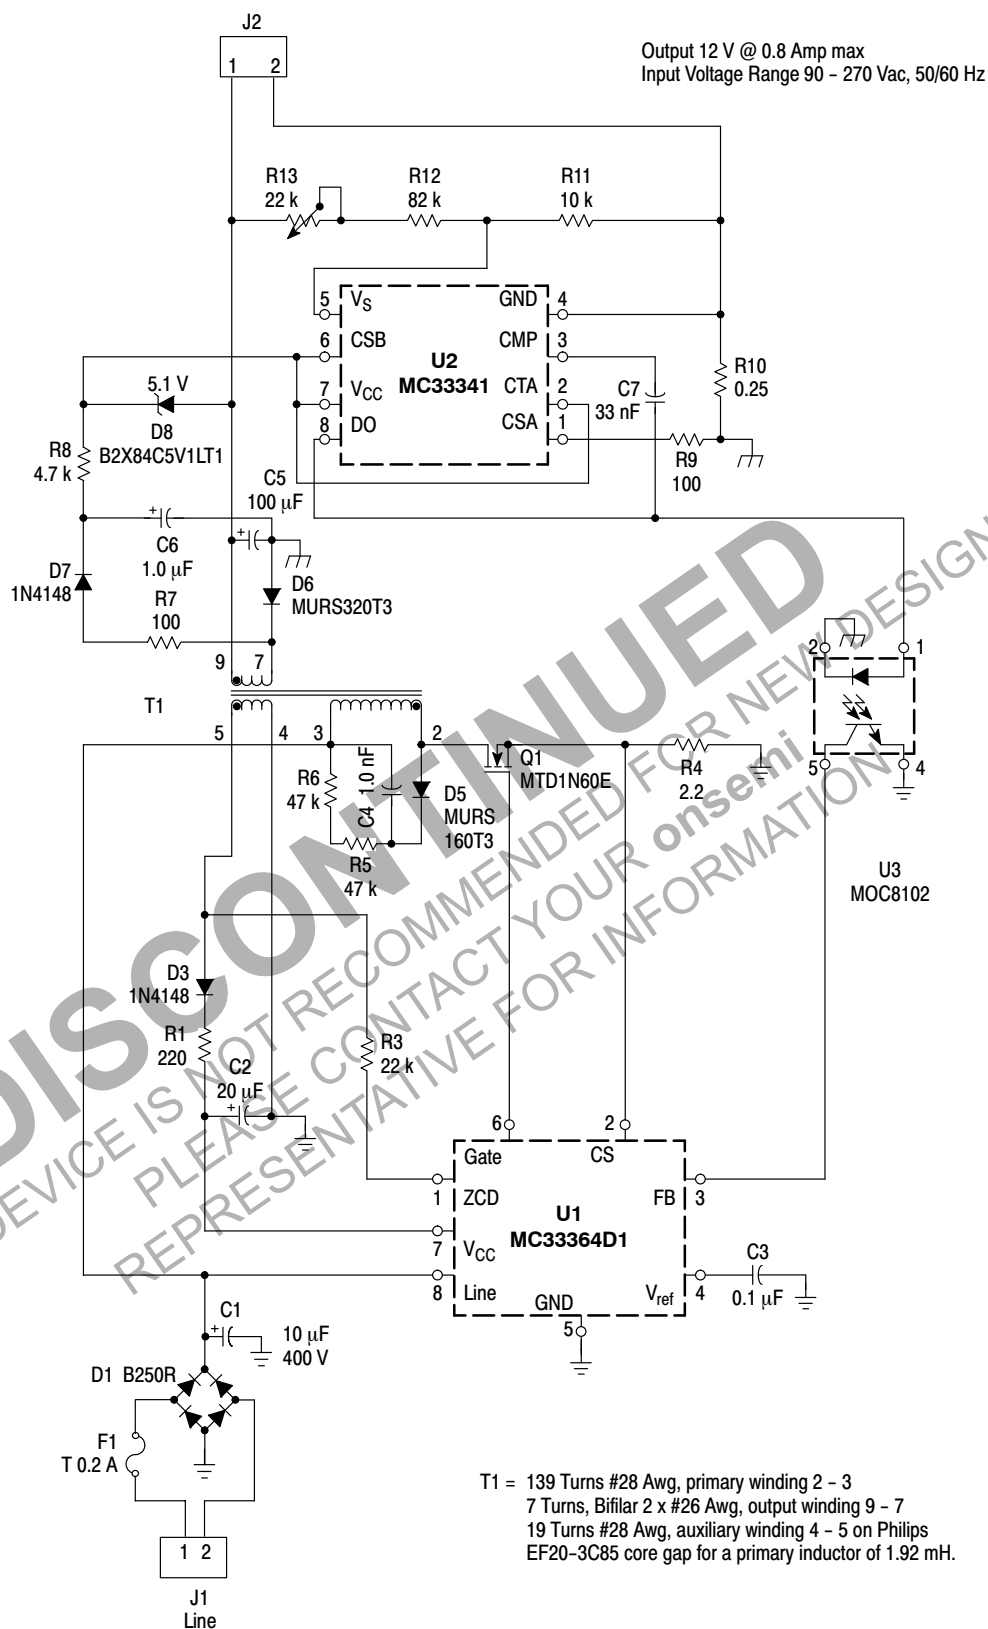 J2
Output 12 V @ 0.8 Amp max
Input Voltage Range 90 – 270 Vac, 50/60 Hz
1 2
R13
22 k
R12
82 k
R11
10 k
5 VS
GND 4
6 CSB
CMP 3
U2
MC33341
7 VCC
CTA 2
8 DO
CSA 1
C7
33 nF
R10
0.25
R9
100
5.1 V
D8
B2X84C5V1LT1
R8
4.7 k
C5
100 µF
+
+
C6
1.0 µF
D7
1N4148
R7
100
D6
MURS320T3
9 7
T1
5 4 3 2
R6
47 k
C4 1.0 nF
D5
MURS
160T3
R5
47 k
Q1
MTD1N60E
R4
2.2
2 1
5 4
U3
MOC8102
D3
1N4148
R1
220
R3
22 k
C2
20 µF
+
6 2
Gate CS
1 ZCD
FB 3
U1
MC33364D1
7 VCC
8 Line
GND
5
Vref 4
C3
0.1 µF
C1
+
10 µF
400 V
D1 B250R
F1
T 0.2 A
1 2
J1
Line
T1 = 139 Turns #28 Awg, primary winding 2 – 3
7 Turns, Bifilar 2 x #26 Awg, output winding 9 – 7
19 Turns #28 Awg, auxiliary winding 4 – 5 on Philips
EF20–3C85 core gap for a primary inductor of 1.92 mH.
DISCONTINUED
DEVICE IS NOT RECOMMENDED FOR NEW DESIGN
PLEASE CONTACT YOUR onsemi
REPRESENTATIVE FOR INFORMATION